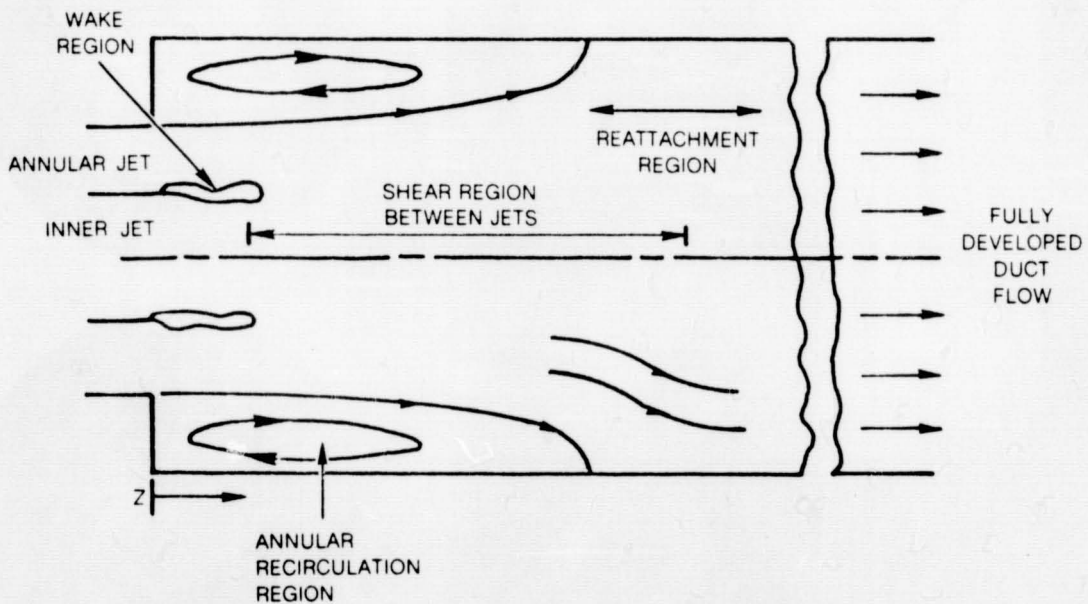 WAKE
REGION
ANNULAR JET
INNER JET
SHEAR REGION
BETWEEN JETS
REATTACHMENT
REGION
FULLY
DEVELOPED
DUCT
FLOW
Z
ANNULAR
RECIRCULATION
REGION